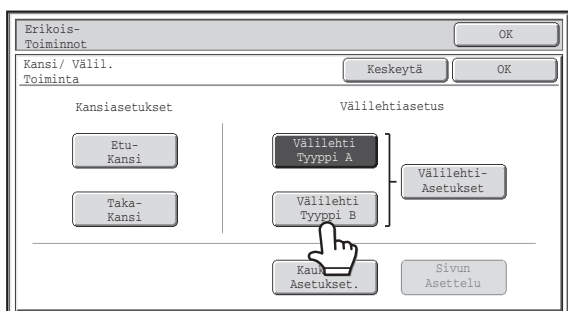 Erikois-
Toiminnot
OK
Kansi/ Välil.
Toiminta
Keskeytä
OK
Kansiasetukset
Välilehtiasetus
Etu-
Kansi
Välilehti
Tyyppi A
Välilehti-
Asetukset
Taka-
Kansi
Välilehti
Tyyppi B
Asetukset.
Sivun
Asettelu